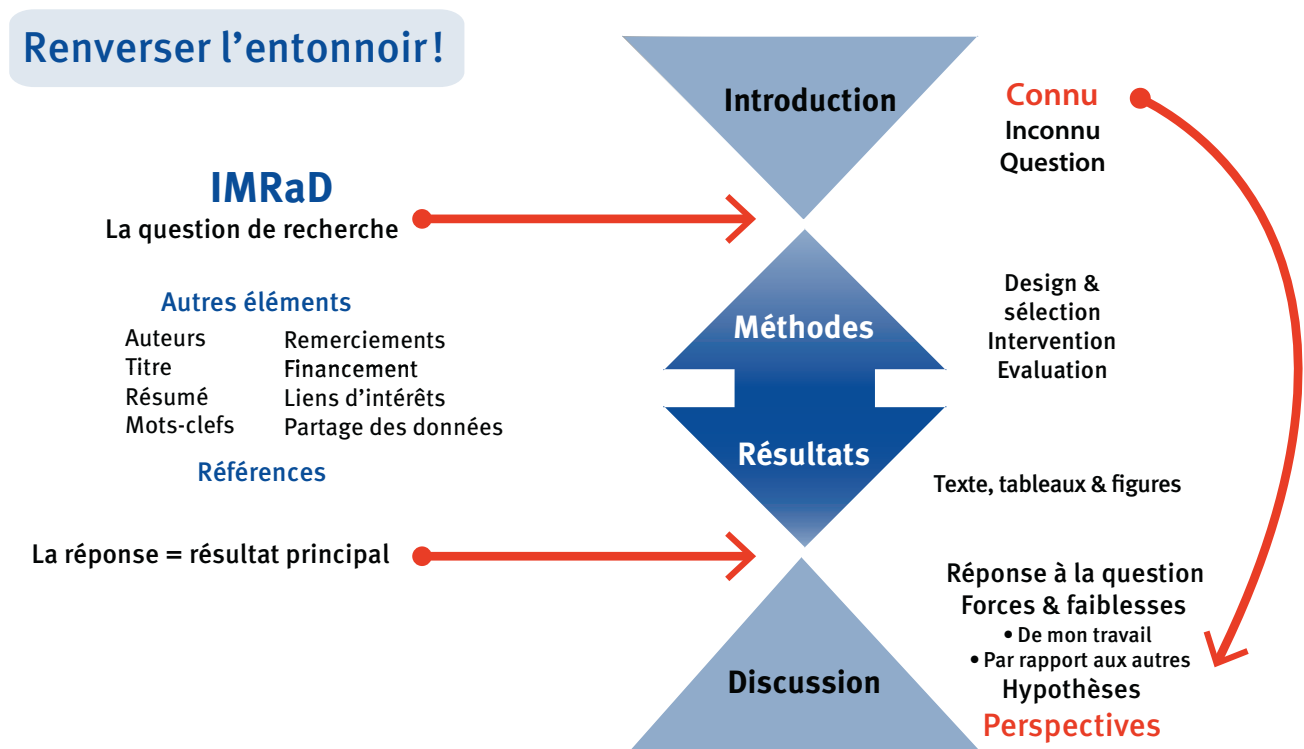 Renverser l’entonnoir!
Introduction
Connu
Inconnu
Question
IMRaD
La question de recherche
Autres éléments
Auteurs
Titre
Résumé
Mots-clefs
Remerciements
Financement
Liens d’intérêts
Partage des données
Références
Méthodes
Design &
sélection
Intervention
Evaluation
Résultats
Texte, tableaux & figures
La réponse = résultat principal
Discussion
Réponse à la question
Forces & faiblesses
• De mon travail
• Par rapport aux autres
Hypothèses
Perspectives